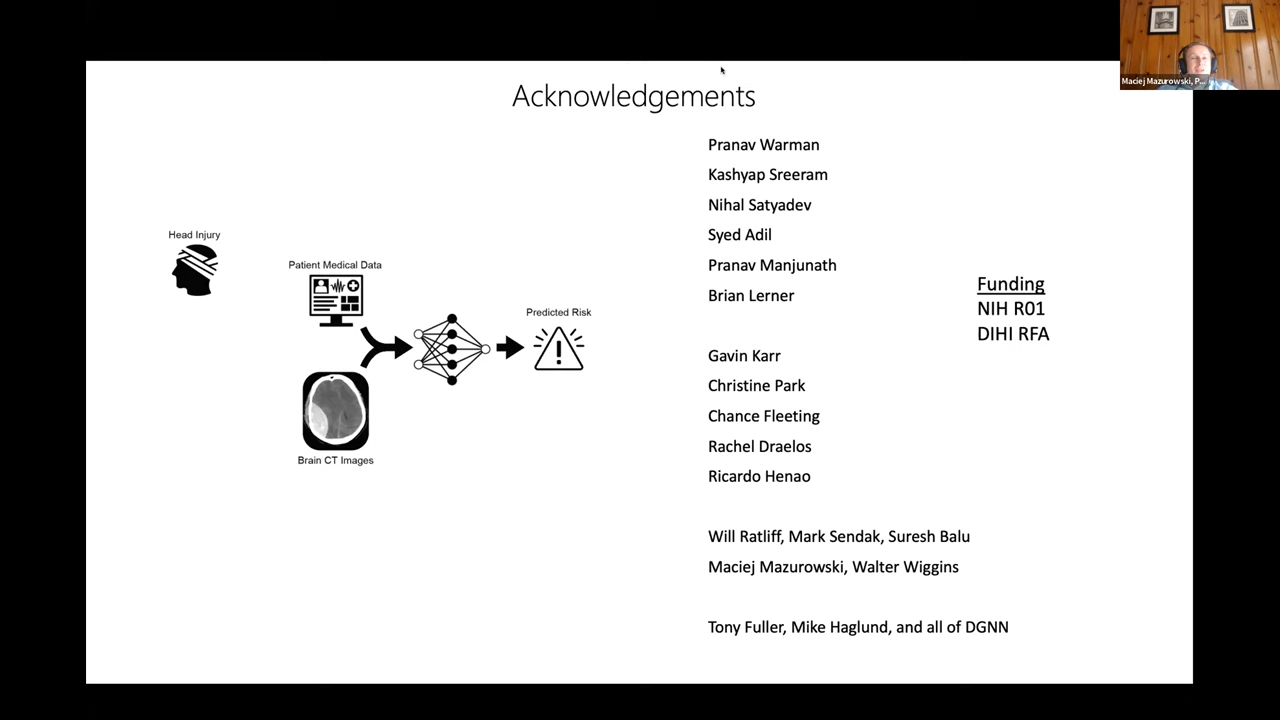 Maciej Mazurowski, P...
Acknowledgements
Head Injury
Patient Medical Data
Brain CT Images
Predicted Risk
Pranav Warman
Kashyap Sreeram
Nihal Satyadev
Syed Adil
Pranav Manjunath
Brian Lerner
Gavin Karr
Christine Park
Chance Fleeting
Rachel Draelos
Ricardo Henao
Will Ratliff, Mark Sendak, Suresh Balu
Maciej Mazurowski, Walter Wiggins
Tony Fuller, Mike Haglund, and all of DGNN
Funding
NIH R01
DIHI RFA